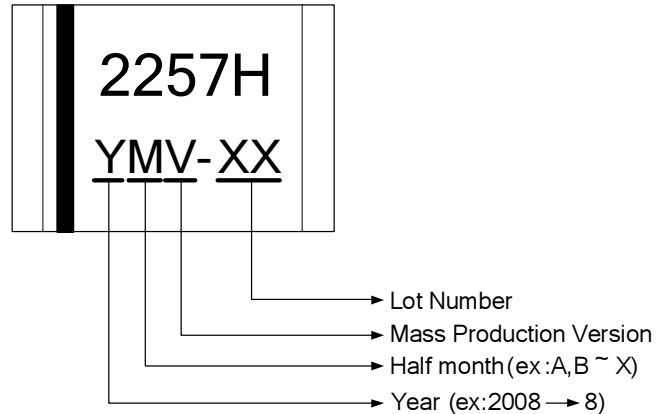 2257H
YMV-XX
Lot Number
Mass Production Version
Half month(ex:A,B ~ X)
Year (ex:2008 → 8)